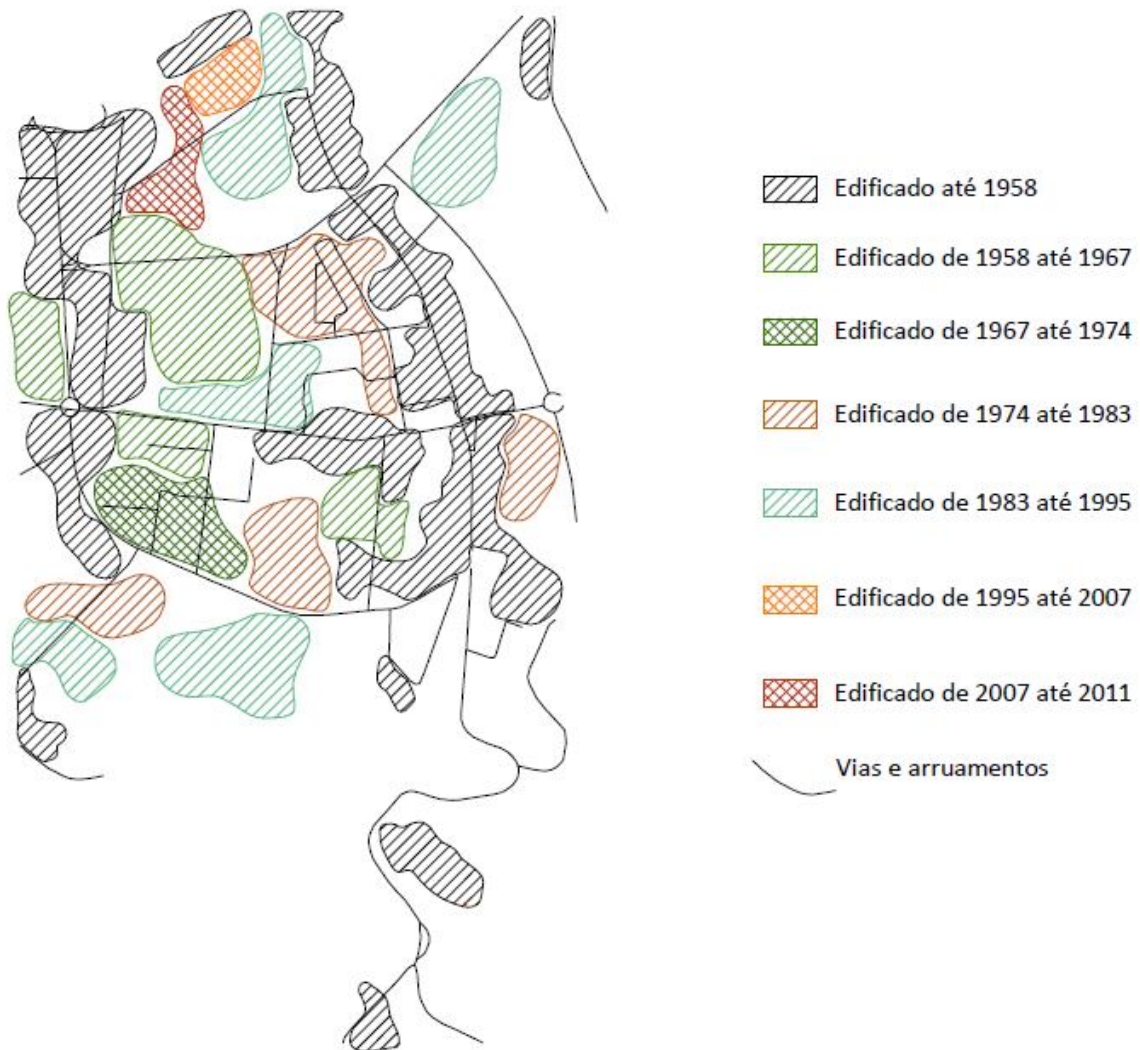 Edificado até 1958
Edificado de 1958 até 1967
Edificado de 1967 até 1974
Edificado de 1974 até 1983
Edificado de 1983 até 1995
Edificado de 1995 até 2007
Edificado de 2007 até 2011
Vias e arruamentos